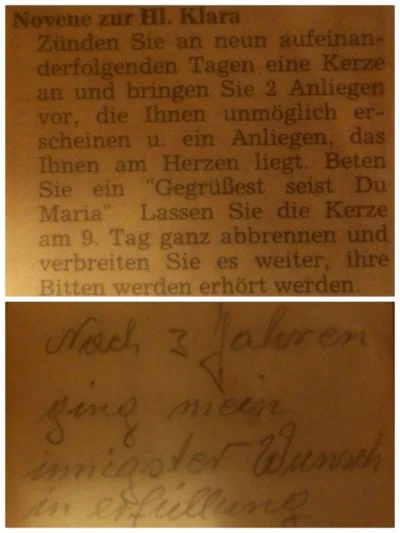 Novene zur Hl. Klara
Zünden Sie an neun aufeinan-
derfolgenden Tagen eine Kerze
an und bringen Sie 2 Anliegen
vor, die Ihnen unmöglich er-
scheinen u. ein Anliegen, das
Ihnen am Herzen liegt. Beten
Sie ein "Gegrüßest seist Du
Maria" Lassen Sie die Kerze
am 9. Tag ganz abbrennen und
verbreiten Sie es weiter, ihre
Bitten werden erhört werden.
Nach 3 Jahren
ging mein
innigster Wunsch
in erfüllung